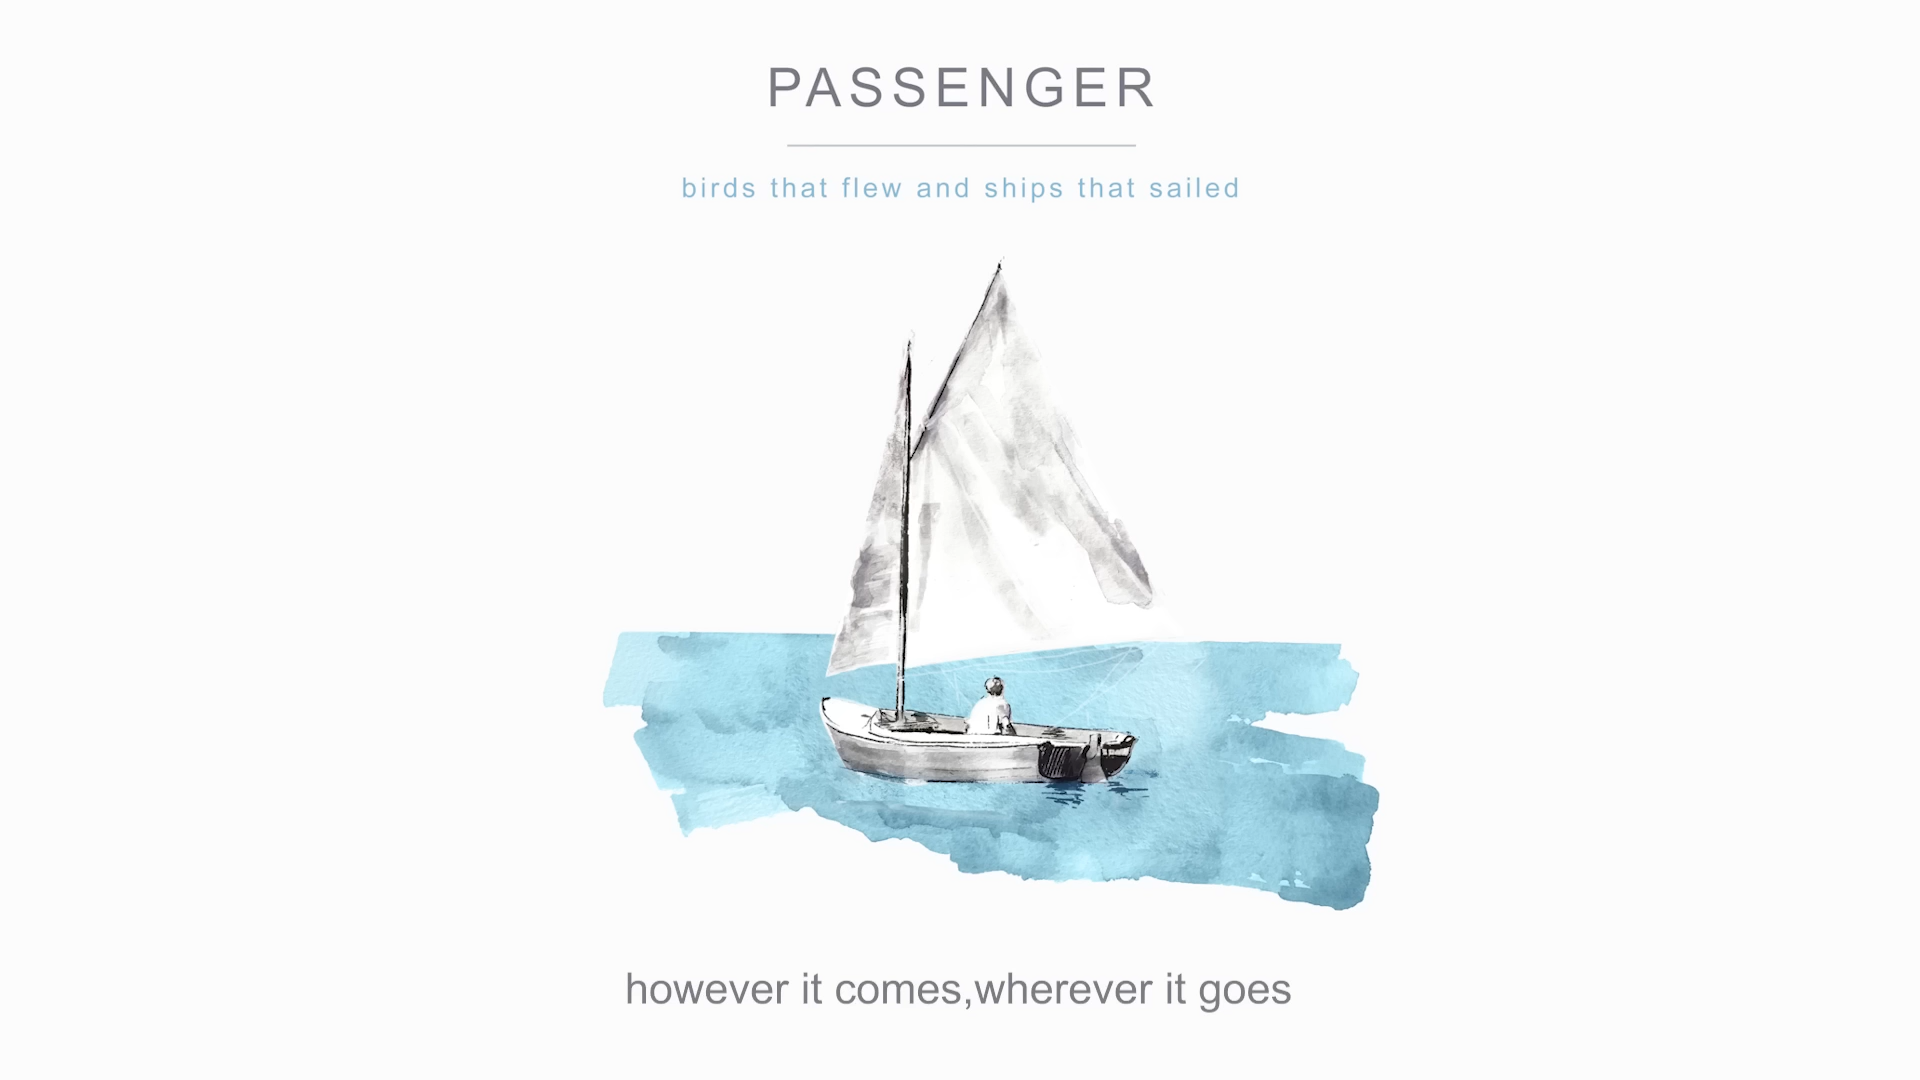 PASSENGER
birds that flew and ships that sailed
however it comes,wherever it goes